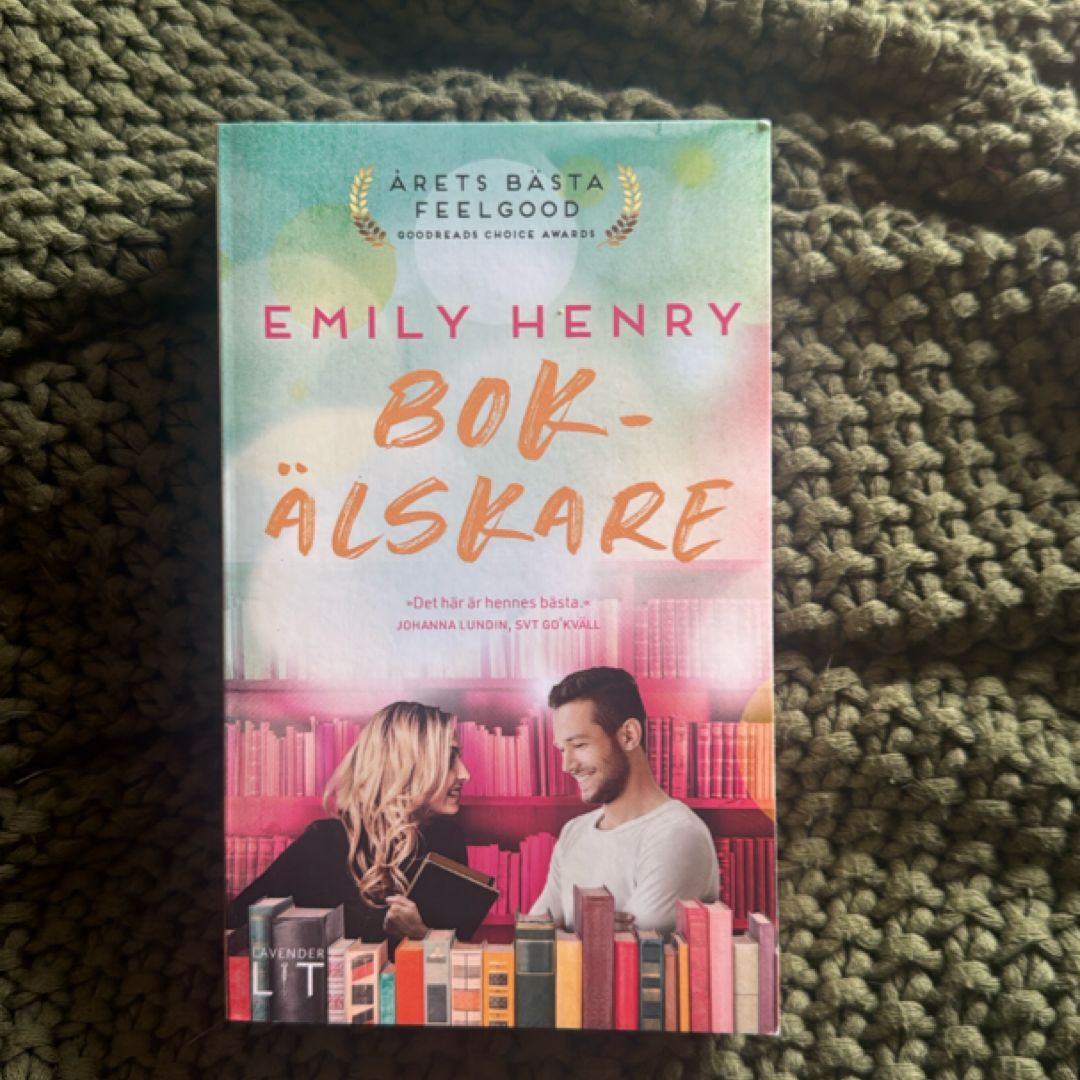 ÅRETS BÄSTA
FEELGOOD
GOODREADS CHOICE AWARDS
EMILY HENRY
BOK-
ÄLSKARE
»Det här är hennes bästa.«
JOHANNA LUNDIN, SVT GO'KVÄLL
LAVENDER
LIT